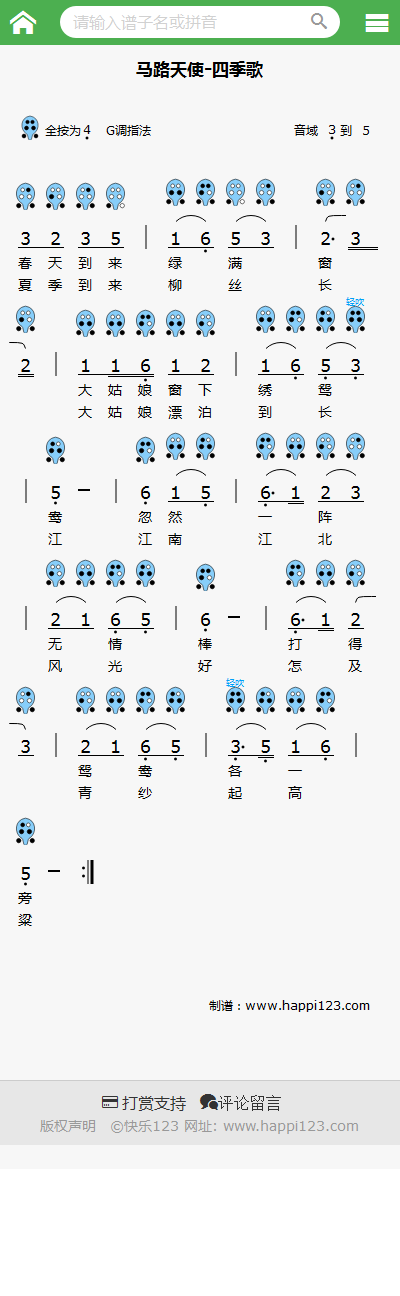 请输入谱子名或拼音
马路天使-四季歌
全按为4 G调指法 音域 3 到 5
3 2 3 5 | 1 6 5 3 | 2· 3
春 天 到 来 绿 满 窗
夏 季 到 来 柳 丝 长
轻吹
2 | 1 1 6 1 2 | 1 6 5 3
大 姑 娘 窗 下 绣 鸳
大 姑 娘 漂 泊 到 长
| 5 － | 6 1 5 | 6· 1 2 3
鸯 忽 然 一 阵
江 江 南 江 北
| 2 1 6 5 | 6 － | 6· 1 2
无 情 棒 打 得
风 光 好 怎 及
轻吹
3 | 2 1 6 5 | 3· 5 1 6 |
鸳 鸯 各 一
青 纱 起 高
5 － :‖
旁
粱
制谱：www.happi123.com
打赏支持 评论留言
版权声明 ©快乐123 网址: www.happi123.com